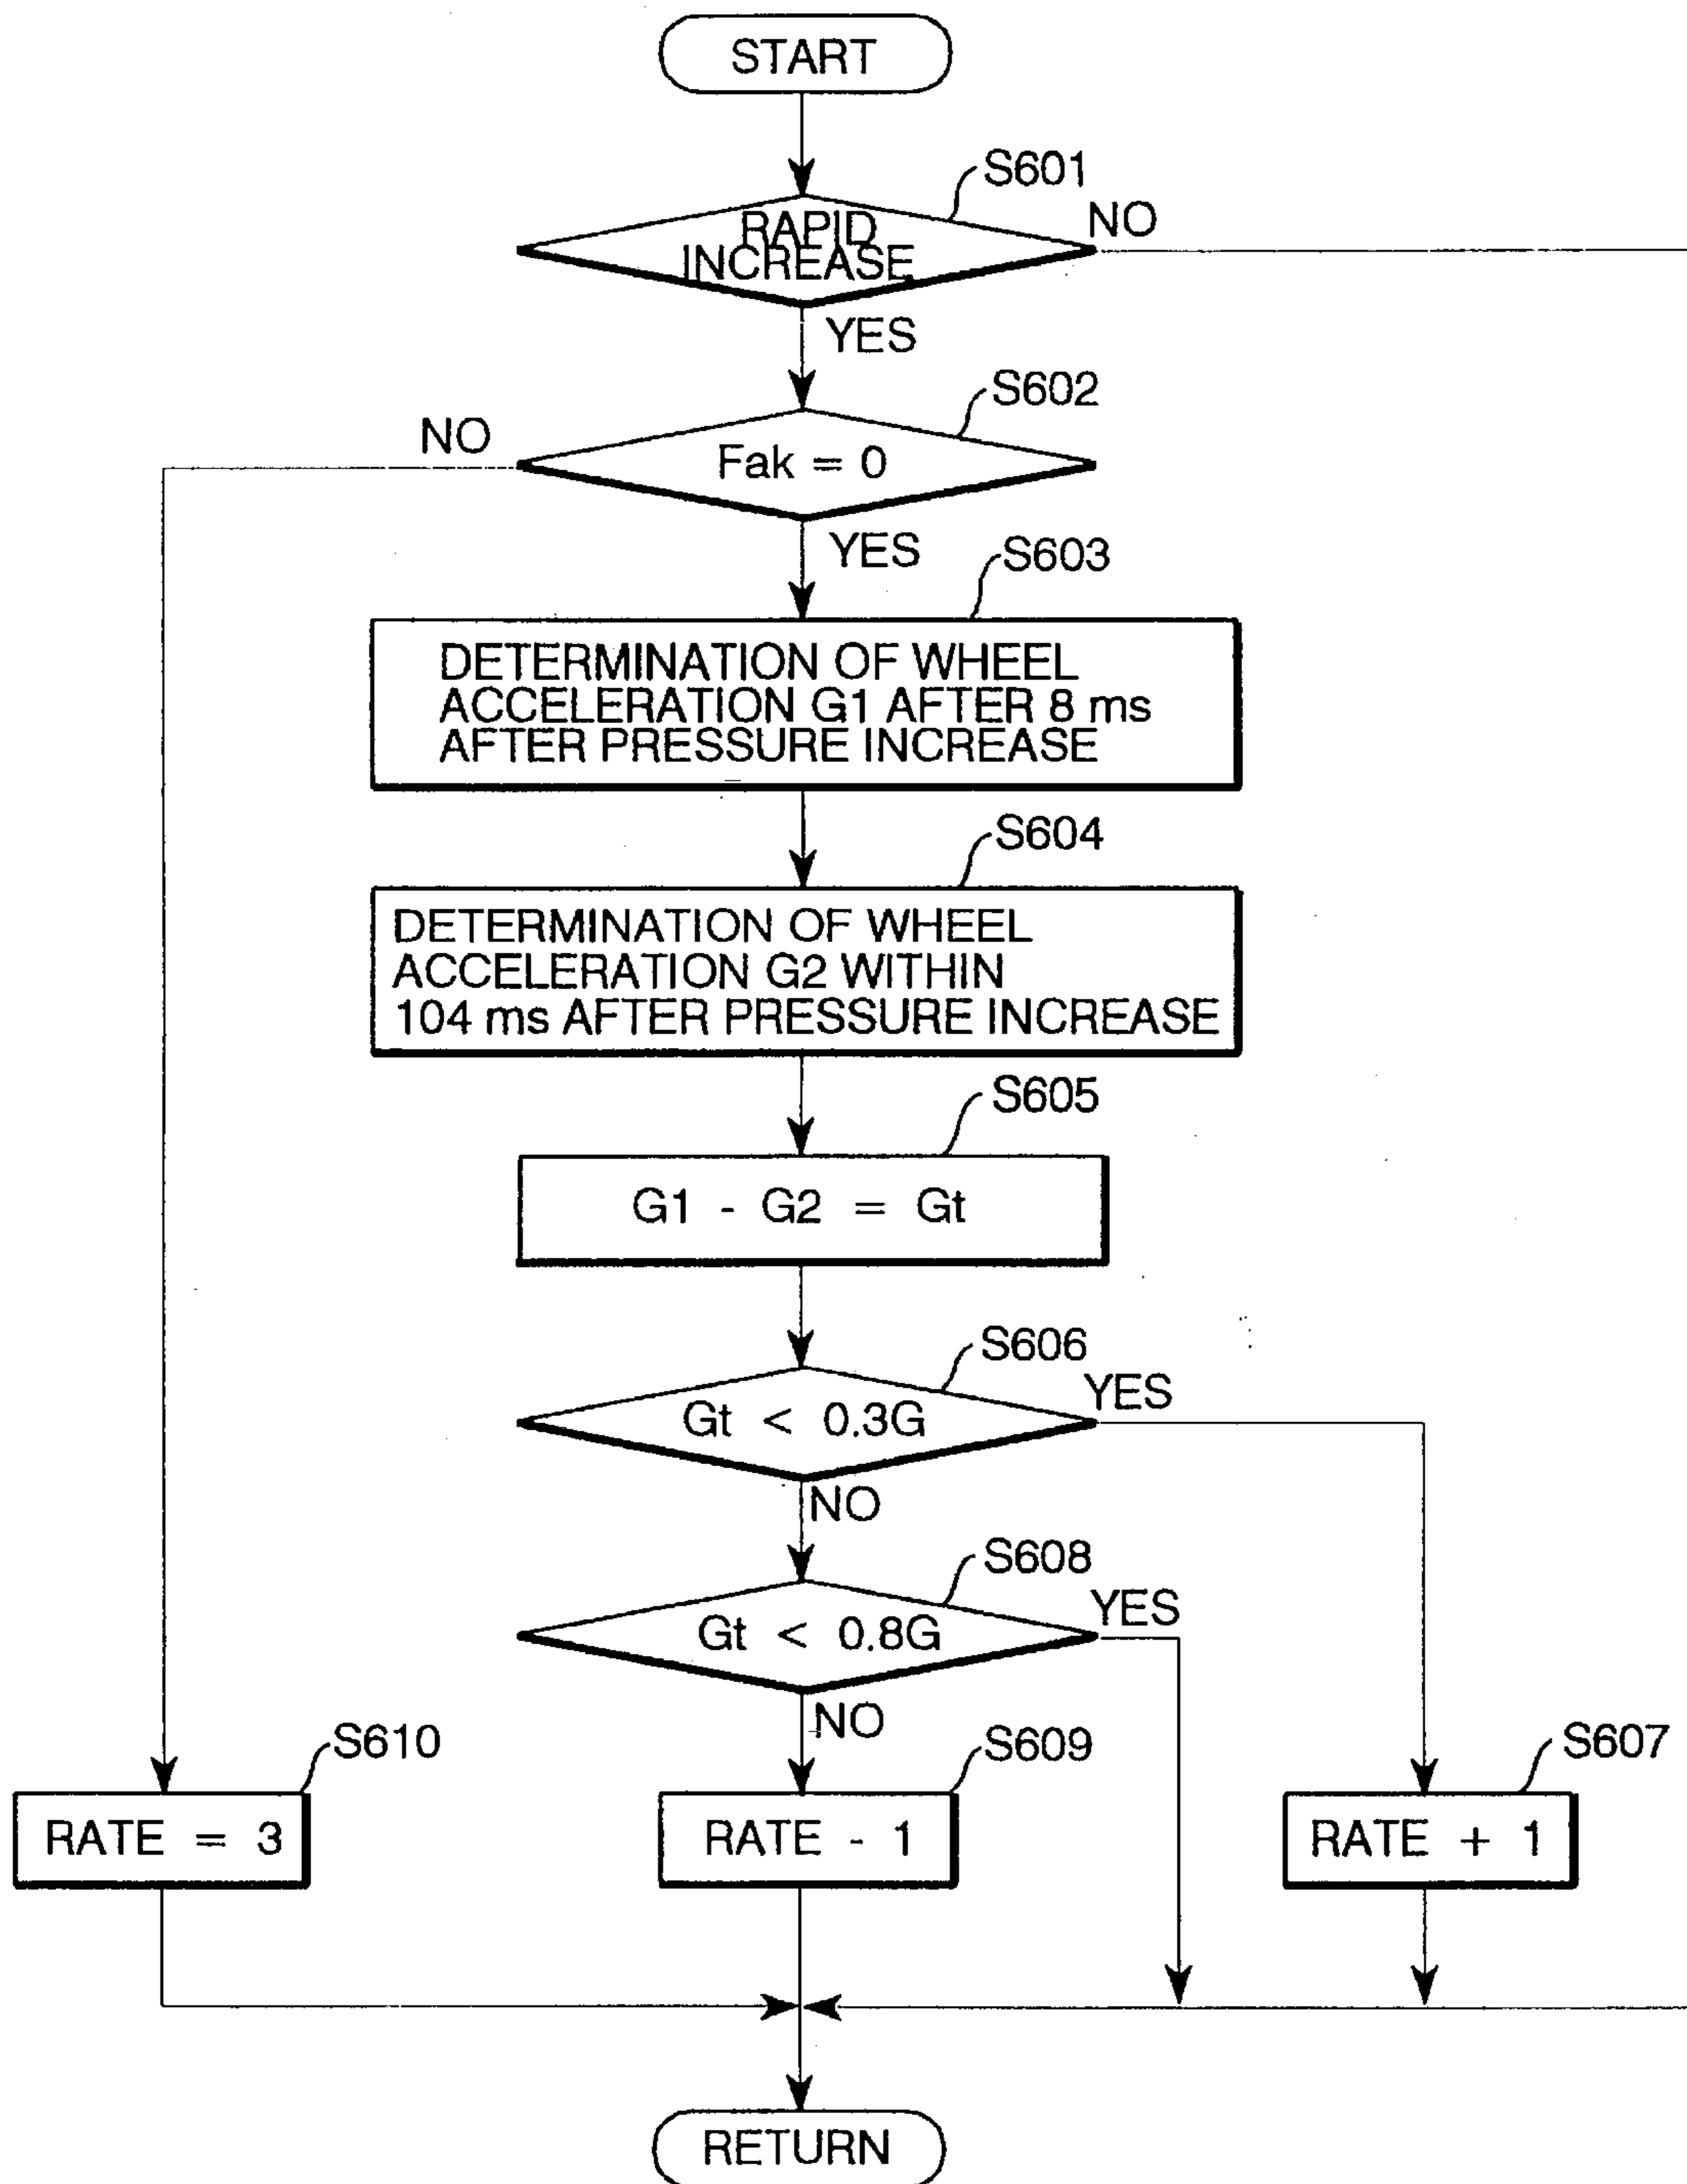 START
S601
RAPID
INCREASE
NO
YES
S602
NO
Fak = 0
YES
S603
DETERMINATION OF WHEEL
ACCELERATION G1 AFTER 8 ms
AFTER PRESSURE INCREASE
S604
DETERMINATION OF WHEEL
ACCELERATION G2 WITHIN
104 ms AFTER PRESSURE INCREASE
S605
G1 - G2 = Gt
S606
YES
Gt < 0.3G
NO
S608
YES
Gt < 0.8G
NO
S610
S609
S607
RATE = 3
RATE - 1
RATE + 1
RETURN